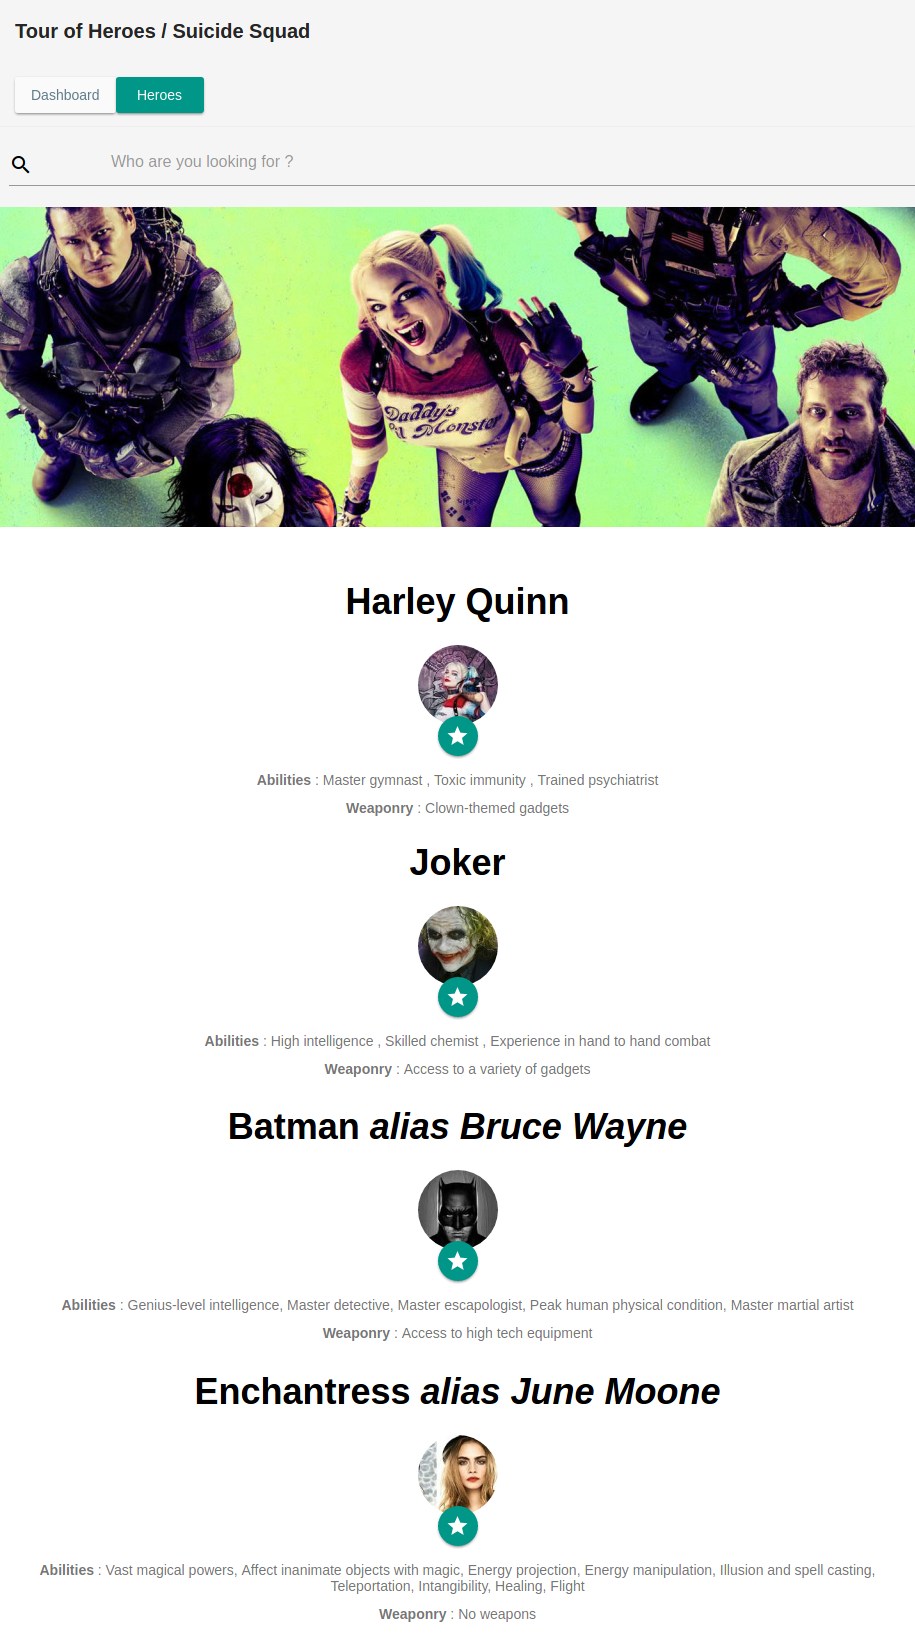 Tour of Heroes / Suicide Squad
Dashboard
Heroes
Who are you looking for ?
Daddy's
Lil Monster
Harley Quinn
Abilities : Master gymnast , Toxic immunity , Trained psychiatrist
Weaponry : Clown-themed gadgets
Joker
Abilities : High intelligence , Skilled chemist , Experience in hand to hand combat
Weaponry : Access to a variety of gadgets
Batman alias Bruce Wayne
Abilities : Genius-level intelligence, Master detective, Master escapologist, Peak human physical condition, Master martial artist
Weaponry : Access to high tech equipment
Enchantress alias June Moone
Abilities : Vast magical powers, Affect inanimate objects with magic, Energy projection, Energy manipulation, Illusion and spell casting,
Teleportation, Intangibility, Healing, Flight
Weaponry : No weapons